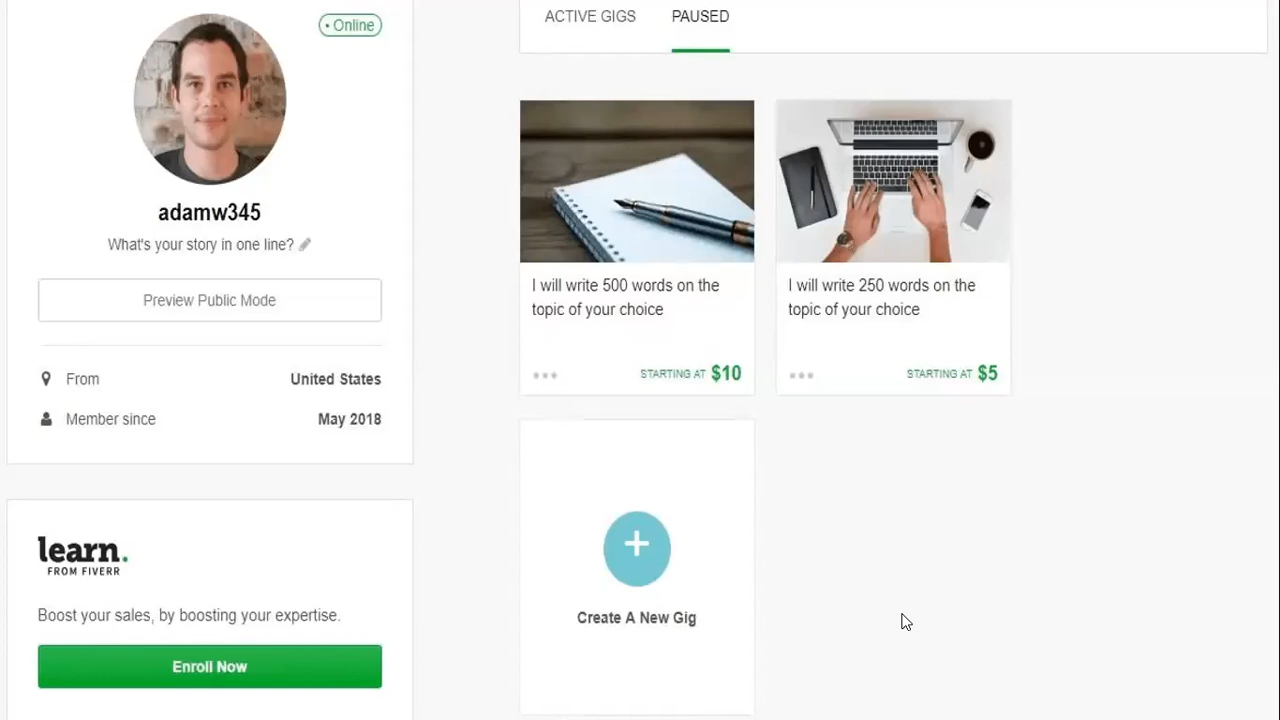 • Online
adamw345
What's your story in one line?
Preview Public Mode
From United States
Member since May 2018
learn.
FROM FIVERR
Boost your sales, by boosting your expertise.
Enroll Now
ACTIVE GIGS PAUSED
I will write 500 words on the
topic of your choice
STARTING AT $10
I will write 250 words on the
topic of your choice
STARTING AT $5
+
Create A New Gig